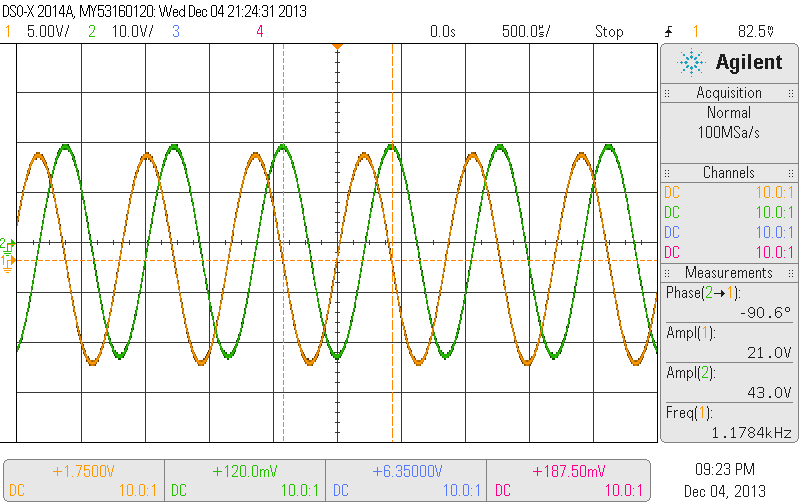 DSO-X 2014A, MY53160120: Wed Dec 04 21:24:31 2013
1 5.00V/ 2 10.0V/ 3 4 0.0s 500.0us/ Stop 1 82.5mV
Agilent
Acquisition
Normal
100MSa/s
Channels
DC 10.0:1
DC 10.0:1
DC 10.0:1
DC 10.0:1
Measurements
Phase(2→1):
-90.6°
Ampl(1):
21.0V
Ampl(2):
43.0V
Freq(1):
1.1784kHz
2
1
+1.7500V +120.0mV +6.35000V +187.50mV
DC 10.0:1 DC 10.0:1 DC 10.0:1 DC 10.0:1
09:23 PM
Dec 04, 2013